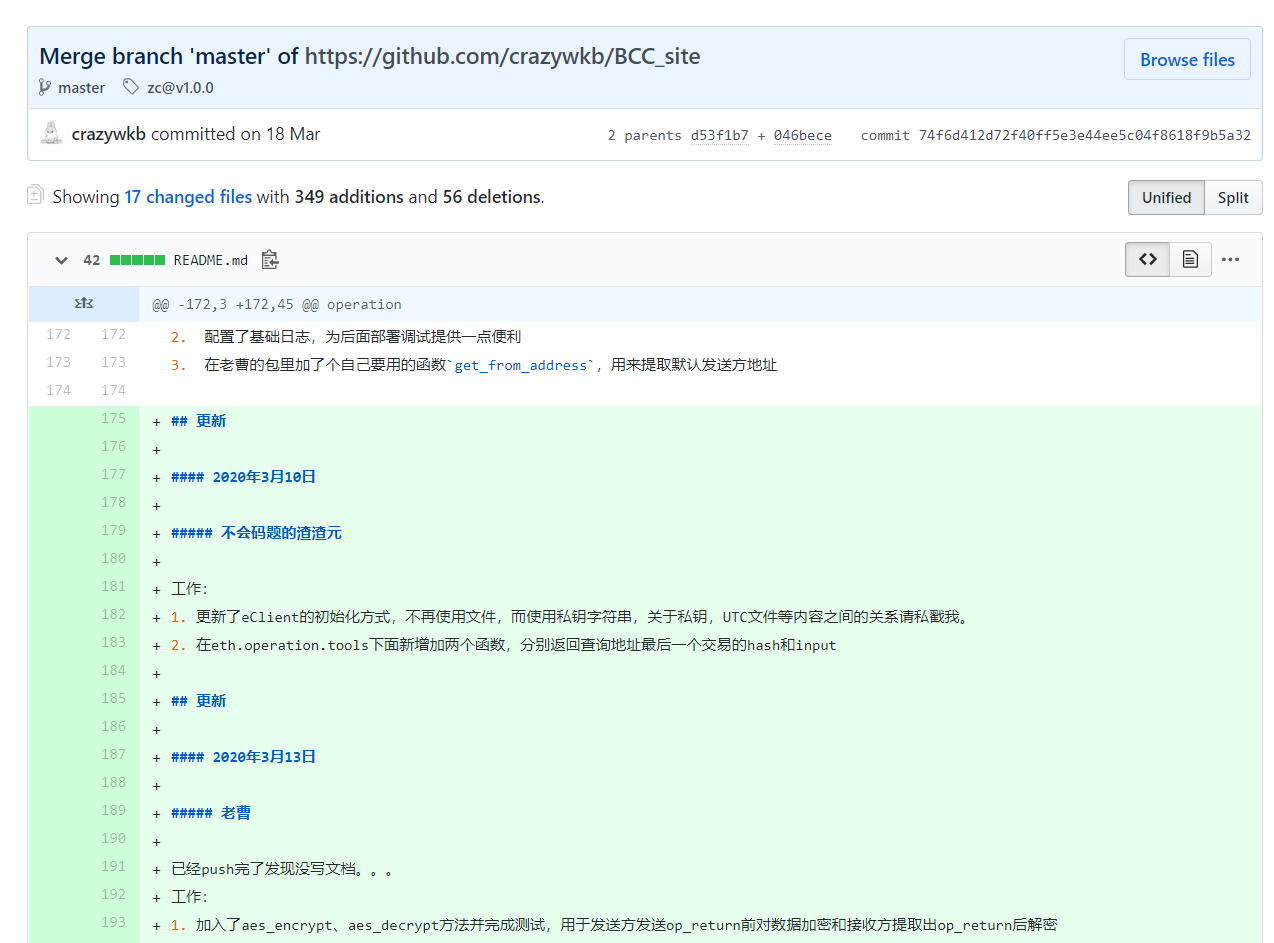 Merge branch 'master' of https://github.com/crazywkb/BCC_site
Browse files
master zc@v1.0.0
crazywkb committed on 18 Mar
2 parents d53f1b7 + 046bece commit 74f6d412d72f40ff5e3e44ee5c04f8618f9b5a32
Showing 17 changed files with 349 additions and 56 deletions.
Unified Split
42 README.md
@@ -172,3 +172,45 @@ operation
172 172 2. 配置了基础日志，为后面部署调试提供一点便利
173 173 3. 在老曹的包里加了个自己要用的函数`get_from_address`，用来提取默认发送方地址
174 174
175 + ## 更新
176 +
177 + #### 2020年3月10日
178 +
179 + ##### 不会码题的渣渣元
180 +
181 + 工作：
182 + 1. 更新了eClient的初始化方式，不再使用文件，而使用私钥字符串，关于私钥，UTC文件等内容之间的关系请私戳我。
183 + 2. 在eth.operation.tools下面新增加两个函数，分别返回查询地址最后一个交易的hash和input
184 +
185 + ## 更新
186 +
187 + #### 2020年3月13日
188 +
189 + ##### 老曹
190 +
191 + 已经push完了发现没写文档。。。
192 + 工作：
193 + 1. 加入了aes_encrypt、aes_decrypt方法并完成测试，用于发送方发送op_return前对数据加密和接收方提取出op_return后解密